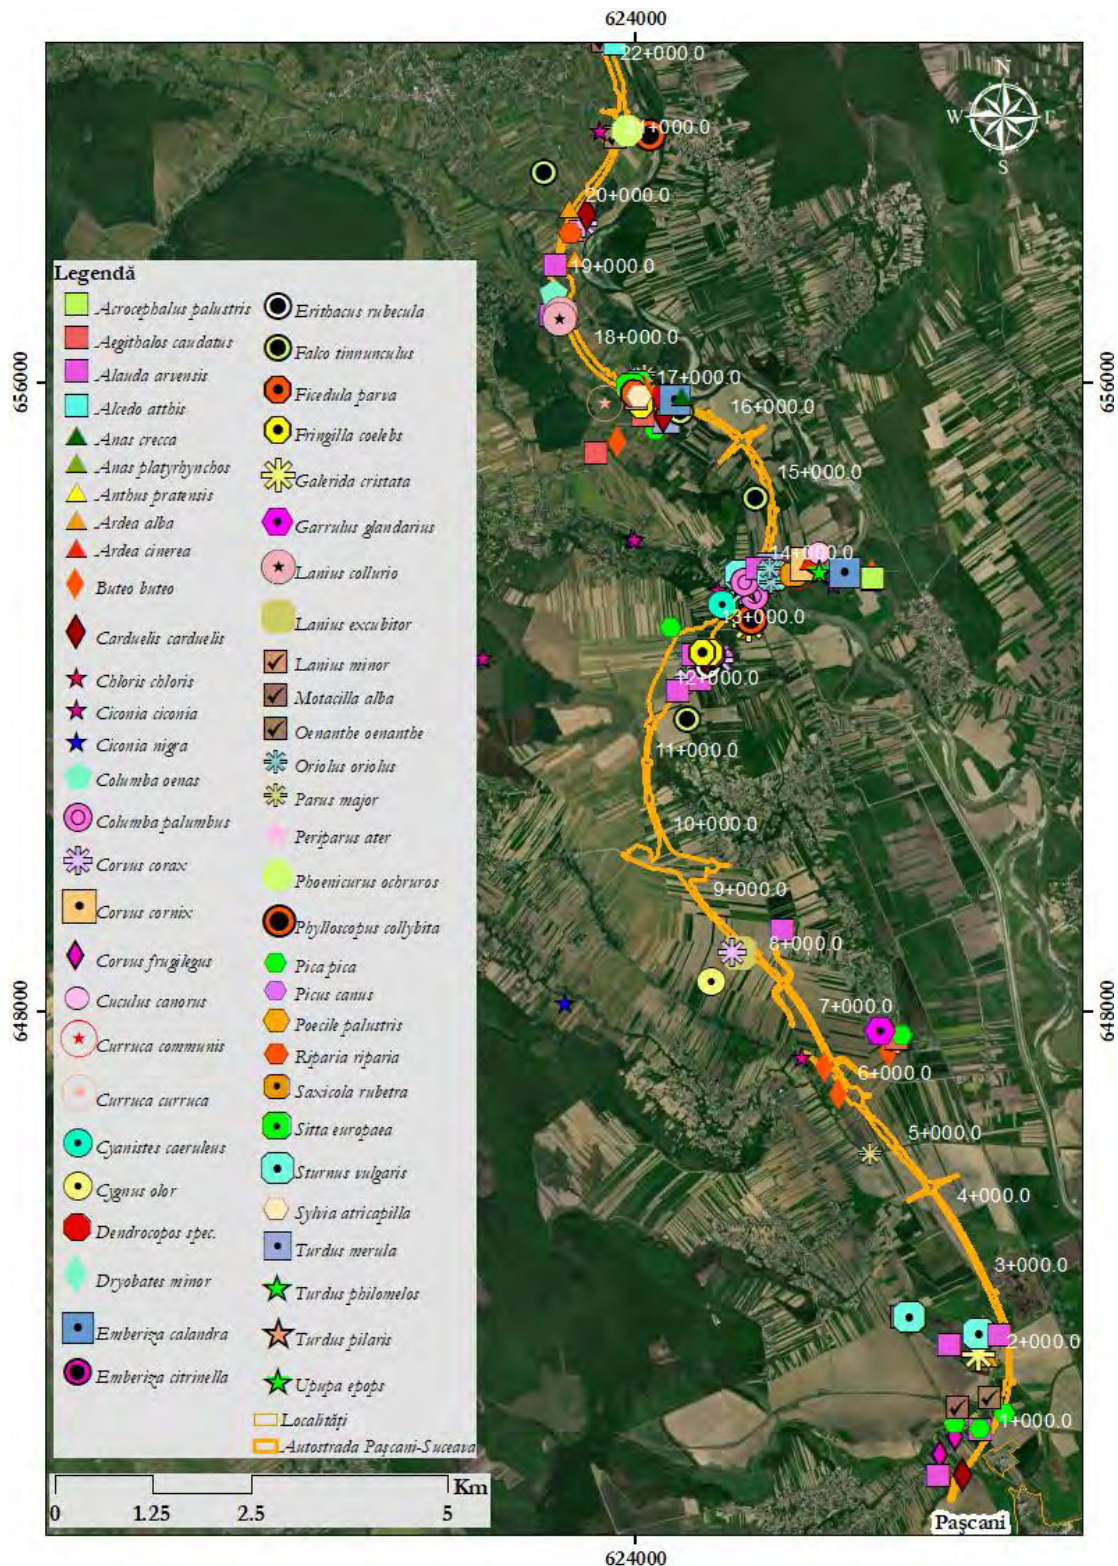 624000
22+000.0
21+000.0
N
W
E
S
20+000.0
19+000.0
18+000.0
17+000.0
16+000.0
15+000.0
14+000.0
13+000.0
12+000.0
11+000.0
10+000.0
9+000.0
8+000.0
7+000.0
6+000.0
5+000.0
4+000.0
3+000.0
2+000.0
1+000.0
Pașcani
656000
656000
648000
648000
Legendă
Acrocephalus palustris
Aegithalos caudatus
Alauda arvensis
Alcedo atthis
Anas crecca
Anas platyrhynchos
Anthus pratensis
Ardea alba
Ardea cinerea
Buteo buteo
Carduelis carduelis
Chloris chloris
Ciconia ciconia
Ciconia nigra
Columba oenas
Columba palumbus
Corvus corax
Corvus cornix
Corvus frugilegus
Cuculus canorus
Curruca communis
Curruca curruca
Cyanistes caeruleus
Cygnus olor
Dendrocopos spec.
Dryobates minor
Emberiza calandra
Emberiza citrinella
Erithacus rubecula
Falco tinnunculus
Ficedula parva
Fringilla coelebs
Galerida cristata
Garrulus glandarius
Lanius collurio
Lanius excubitor
Lanius minor
Motacilla alba
Oenanthe oenanthe
Oriolus oriolus
Parus major
Periparus ater
Phoenicurus ochruros
Phylloscopus collybita
Pica pica
Picus canus
Poecile palustris
Riparia riparia
Saxicola rubetra
Sitta europaea
Sturnus vulgaris
Sylvia atricapilla
Turdus merula
Turdus philomelos
Turdus pilaris
Upupa epops
Localități
Autostrada Pașcani-Suceava
Km
0 1.25 2.5 5
624000